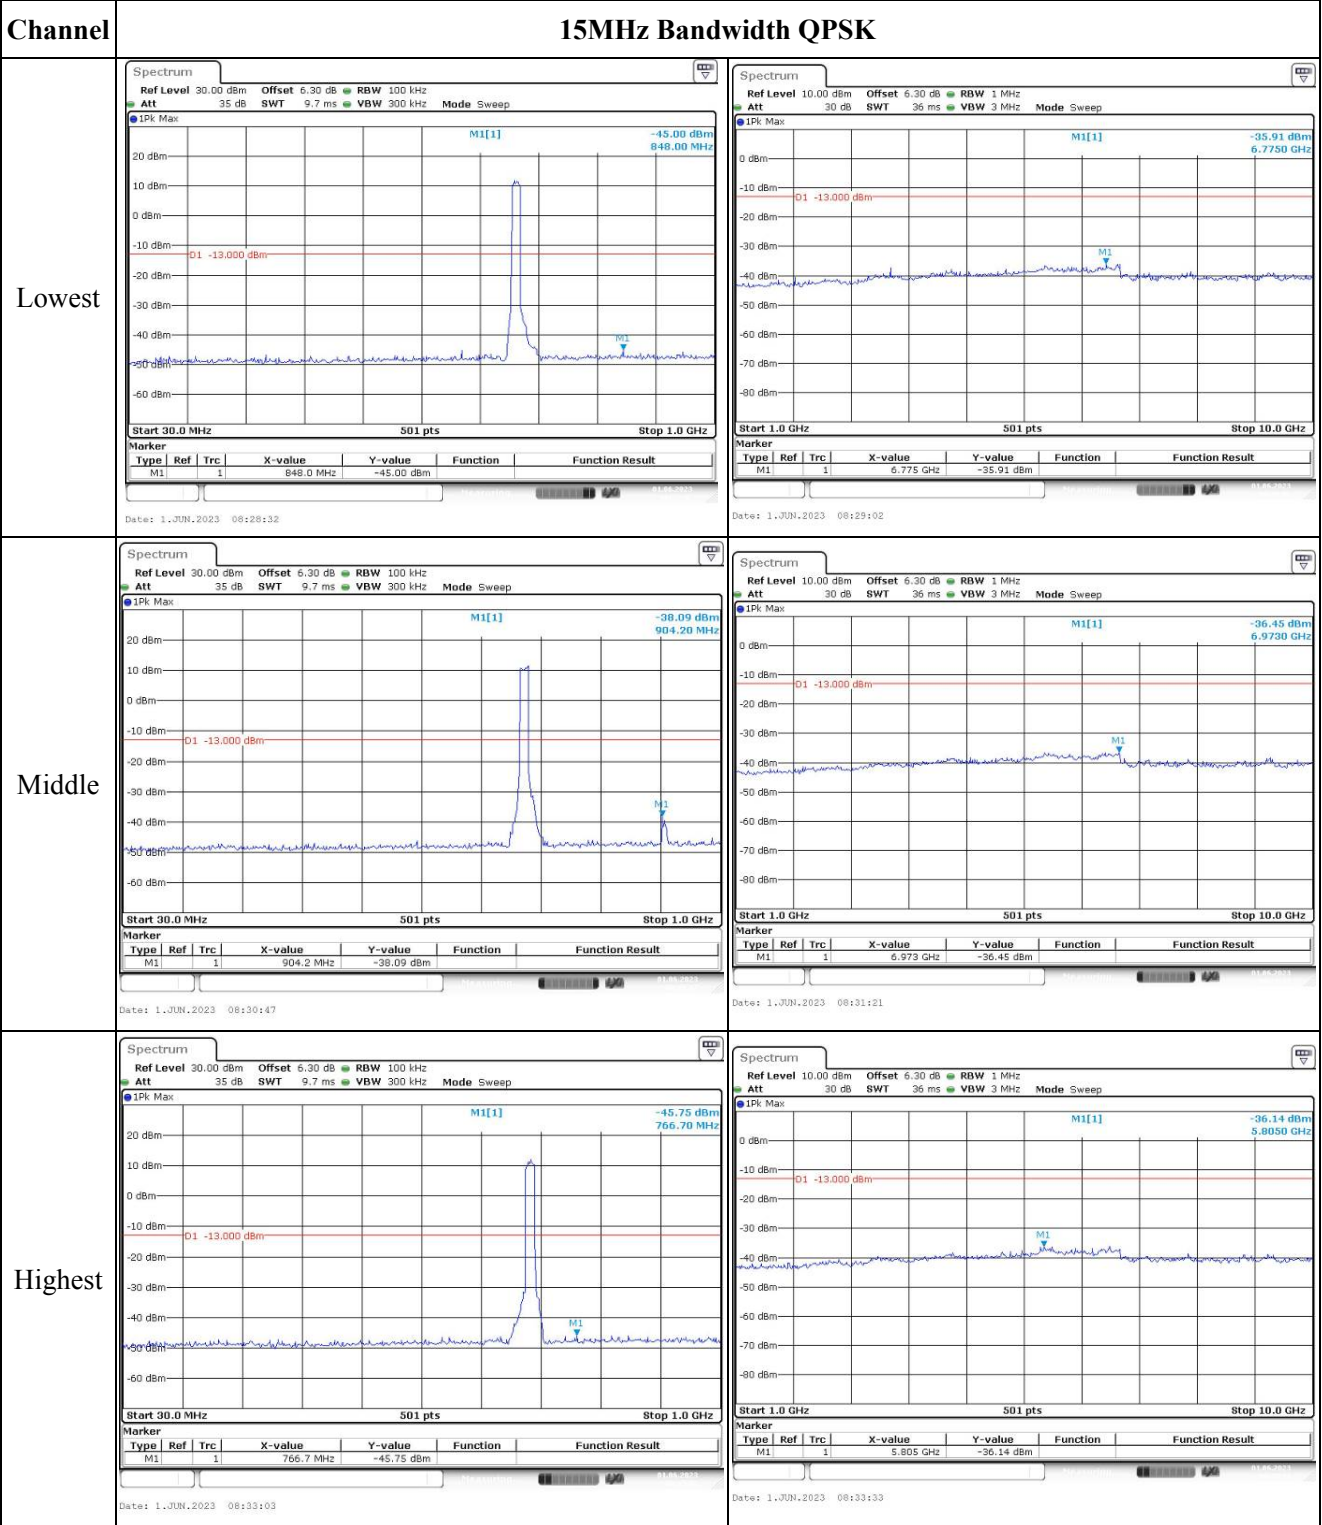 Channel 15MHz Bandwidth QPSK
Lowest
Spectrum
Ref Level 30.00 dBm Offset 6.30 dB RBW 100 kHz
Att 35 dB SWT 9.7 ms VBW 300 kHz Mode Sweep
1Pk Max
M1[1] -45.00 dBm
848.00 MHz
20 dBm
10 dBm
0 dBm
-10 dBm
D1 -13.000 dBm
-20 dBm
-30 dBm
-40 dBm
M1
-50 dBm
-60 dBm
Start 30.0 MHz 501 pts Stop 1.0 GHz
Marker
Type Ref Trc X-value Y-value Function Function Result
M1 1 848.0 MHz -45.00 dBm
Date: 1.JUN.2023 08:28:32
Spectrum
Ref Level 10.00 dBm Offset 6.30 dB RBW 1 MHz
Att 30 dB SWT 36 ms VBW 3 MHz Mode Sweep
1Pk Max
M1[1] -35.91 dBm
6.7750 GHz
0 dBm
-10 dBm
D1 -13.000 dBm
-20 dBm
-30 dBm
M1
-40 dBm
-50 dBm
-60 dBm
-70 dBm
-80 dBm
Start 1.0 GHz 501 pts Stop 10.0 GHz
Marker
Type Ref Trc X-value Y-value Function Function Result
M1 1 6.775 GHz -35.91 dBm
Date: 1.JUN.2023 08:29:02
Middle
Spectrum
Ref Level 30.00 dBm Offset 6.30 dB RBW 100 kHz
Att 35 dB SWT 9.7 ms VBW 300 kHz Mode Sweep
1Pk Max
M1[1] -38.09 dBm
904.20 MHz
20 dBm
10 dBm
0 dBm
-10 dBm
D1 -13.000 dBm
-20 dBm
-30 dBm
M1
-40 dBm
-50 dBm
-60 dBm
Start 30.0 MHz 501 pts Stop 1.0 GHz
Marker
Type Ref Trc X-value Y-value Function Function Result
M1 1 904.2 MHz -38.09 dBm
Date: 1.JUN.2023 08:30:47
Spectrum
Ref Level 10.00 dBm Offset 6.30 dB RBW 1 MHz
Att 30 dB SWT 36 ms VBW 3 MHz Mode Sweep
1Pk Max
M1[1] -36.45 dBm
6.9730 GHz
0 dBm
-10 dBm
D1 -13.000 dBm
-20 dBm
-30 dBm
M1
-40 dBm
-50 dBm
-60 dBm
-70 dBm
-80 dBm
Start 1.0 GHz 501 pts Stop 10.0 GHz
Marker
Type Ref Trc X-value Y-value Function Function Result
M1 1 6.973 GHz -36.45 dBm
Date: 1.JUN.2023 08:31:21
Highest
Spectrum
Ref Level 30.00 dBm Offset 6.30 dB RBW 100 kHz
Att 35 dB SWT 9.7 ms VBW 300 kHz Mode Sweep
1Pk Max
M1[1] -45.75 dBm
766.70 MHz
20 dBm
10 dBm
0 dBm
-10 dBm
D1 -13.000 dBm
-20 dBm
-30 dBm
-40 dBm
M1
-50 dBm
-60 dBm
Start 30.0 MHz 501 pts Stop 1.0 GHz
Marker
Type Ref Trc X-value Y-value Function Function Result
M1 1 766.7 MHz -45.75 dBm
Date: 1.JUN.2023 08:33:03
Spectrum
Ref Level 10.00 dBm Offset 6.30 dB RBW 1 MHz
Att 30 dB SWT 36 ms VBW 3 MHz Mode Sweep
1Pk Max
M1[1] -36.14 dBm
5.8050 GHz
0 dBm
-10 dBm
D1 -13.000 dBm
-20 dBm
-30 dBm
M1
-40 dBm
-50 dBm
-60 dBm
-70 dBm
-80 dBm
Start 1.0 GHz 501 pts Stop 10.0 GHz
Marker
Type Ref Trc X-value Y-value Function Function Result
M1 1 5.805 GHz -36.14 dBm
Date: 1.JUN.2023 08:33:33